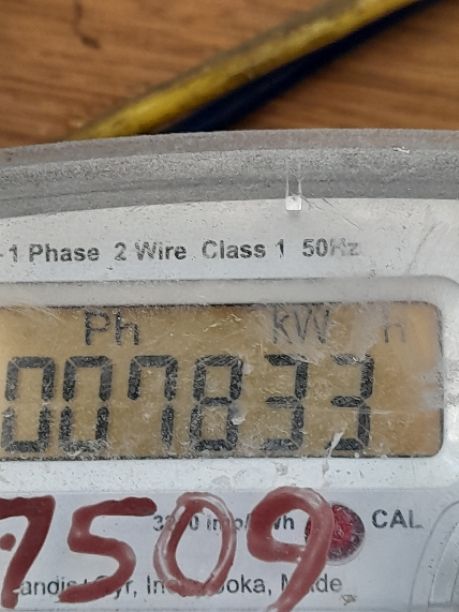 1 Phase 2 Wire Class 1 50Hz
Ph kW h
007833
7509
CAL